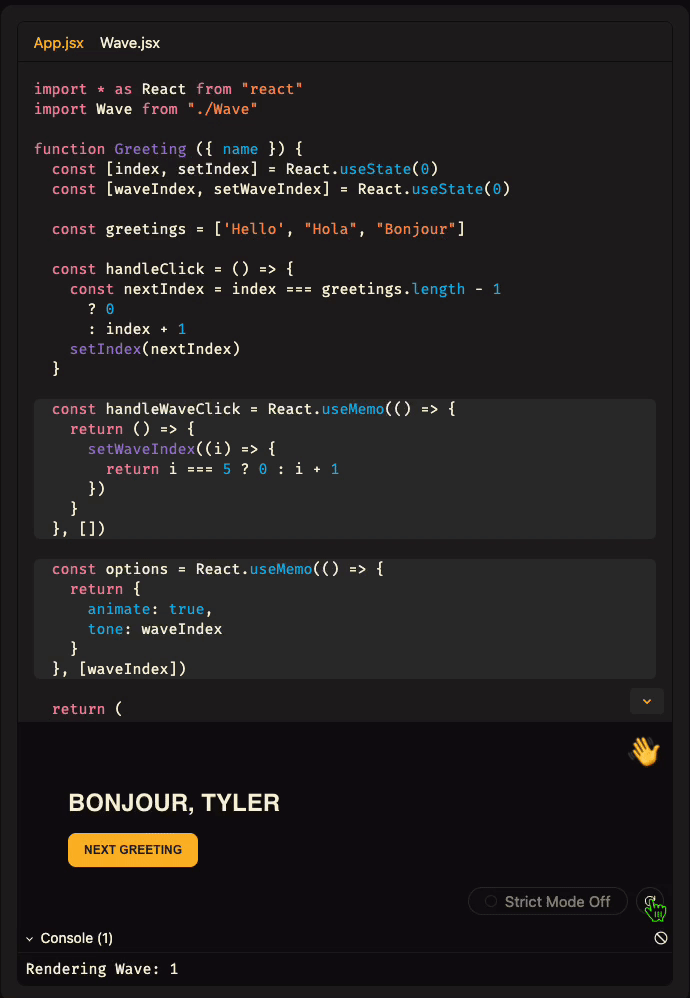 App.jsx Wave.jsx
import * as React from "react"
import Wave from "./Wave"
function Greeting ({ name }) {
  const [index, setIndex] = React.useState(0)
  const [waveIndex, setWaveIndex] = React.useState(0)
  const greetings = ['Hello', "Hola", "Bonjour"]
  const handleClick = () => {
    const nextIndex = index === greetings.length - 1
      ? 0
      : index + 1
    setIndex(nextIndex)
  }
  const handleWaveClick = React.useMemo(() => {
    return () => {
      setWaveIndex((i) => {
        return i === 5 ? 0 : i + 1
      })
    }
  }, [])
  const options = React.useMemo(() => {
    return {
      animate: true,
      tone: waveIndex
    }
  }, [waveIndex])
  return (
BONJOUR, TYLER
NEXT GREETING
Strict Mode Off
Console (1)
Rendering Wave: 1